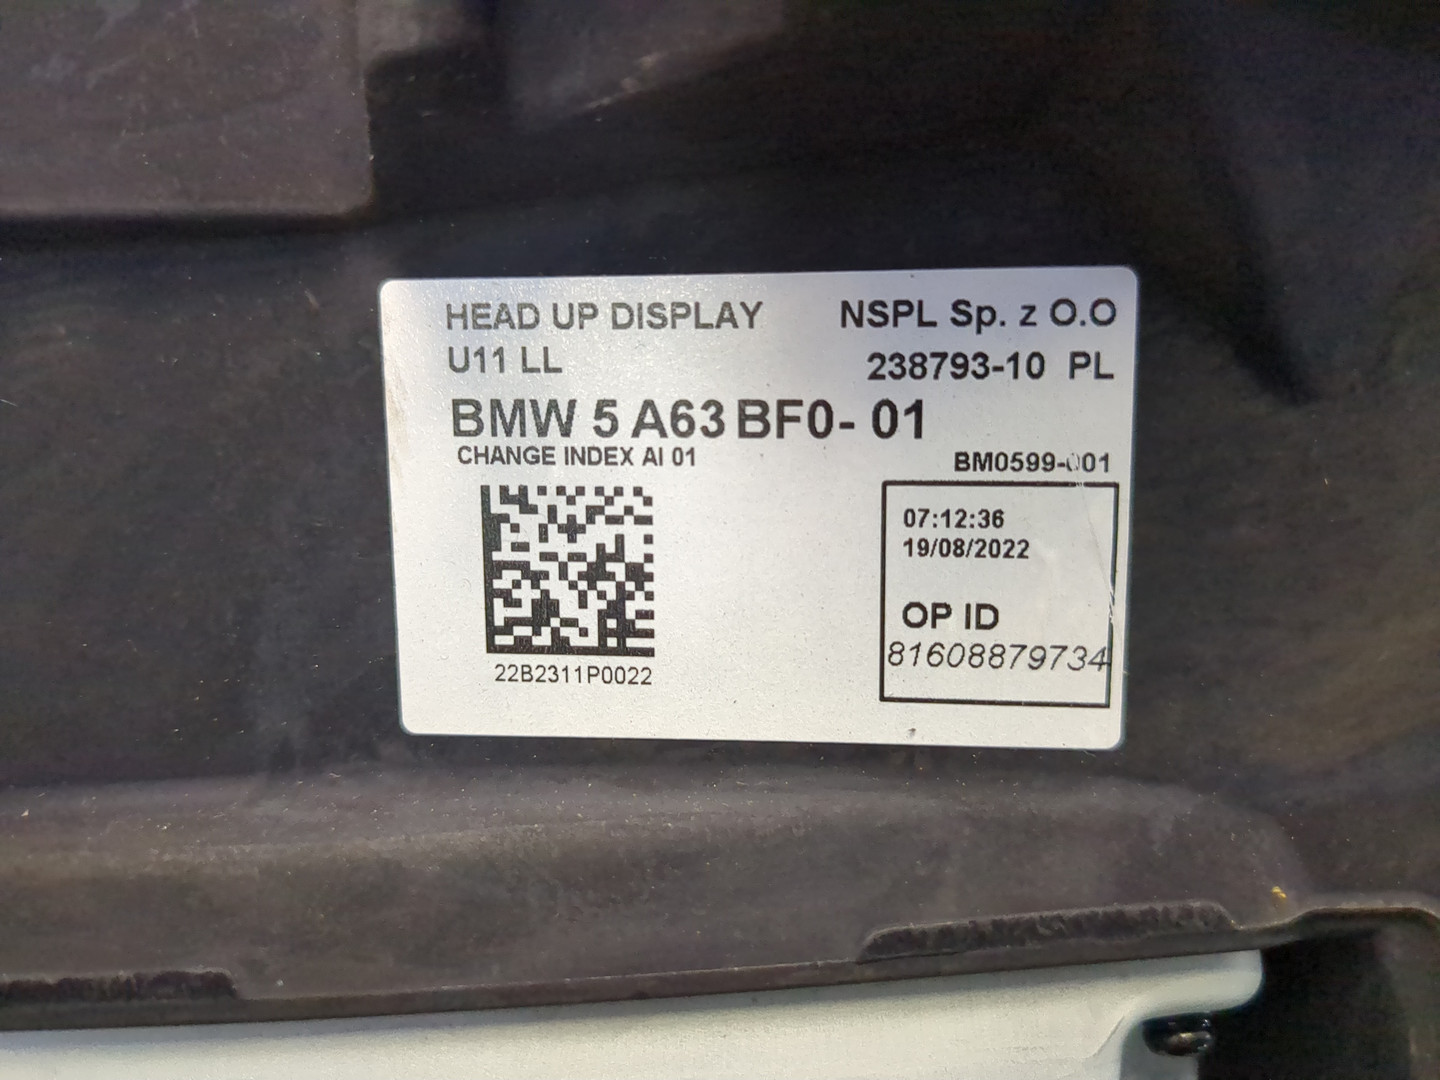 HEAD UP DISPLAY NSPL Sp. z O.O
U11 LL 238793-10 PL
BMW 5 A63 BF0- 01
CHANGE INDEX AI 01
BM0599-001
07:12:36
19/08/2022
OP ID
81608879734
22B2311P0022